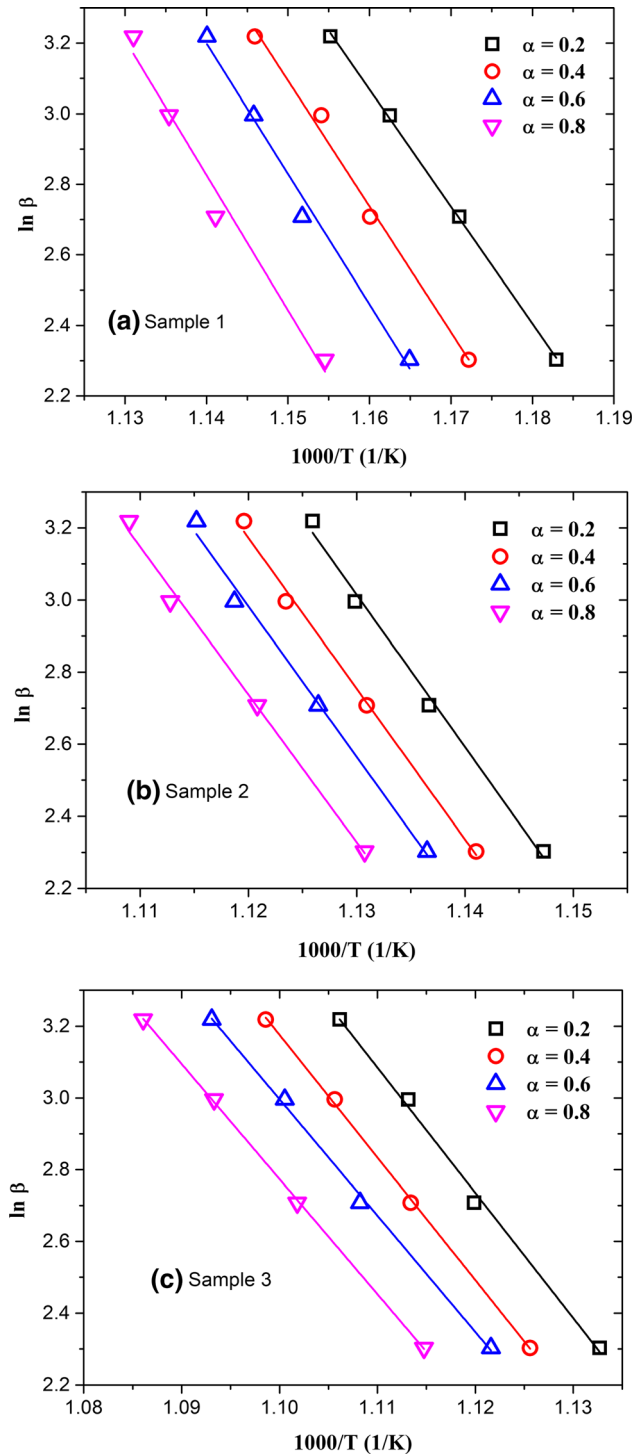 3.2
3.0
2.8
2.6
2.4
2.2
ln β
α = 0.2
α = 0.4
α = 0.6
α = 0.8
(a) Sample 1
1.13 1.14 1.15 1.16 1.17 1.18 1.19
1000/T (1/K)
3.2
3.0
2.8
2.6
2.4
2.2
ln β
α = 0.2
α = 0.4
α = 0.6
α = 0.8
(b) Sample 2
1.11 1.12 1.13 1.14 1.15
1000/T (1/K)
3.2
3.0
2.8
2.6
2.4
2.2
ln β
α = 0.2
α = 0.4
α = 0.6
α = 0.8
(c) Sample 3
1.08 1.09 1.10 1.11 1.12 1.13
1000/T (1/K)